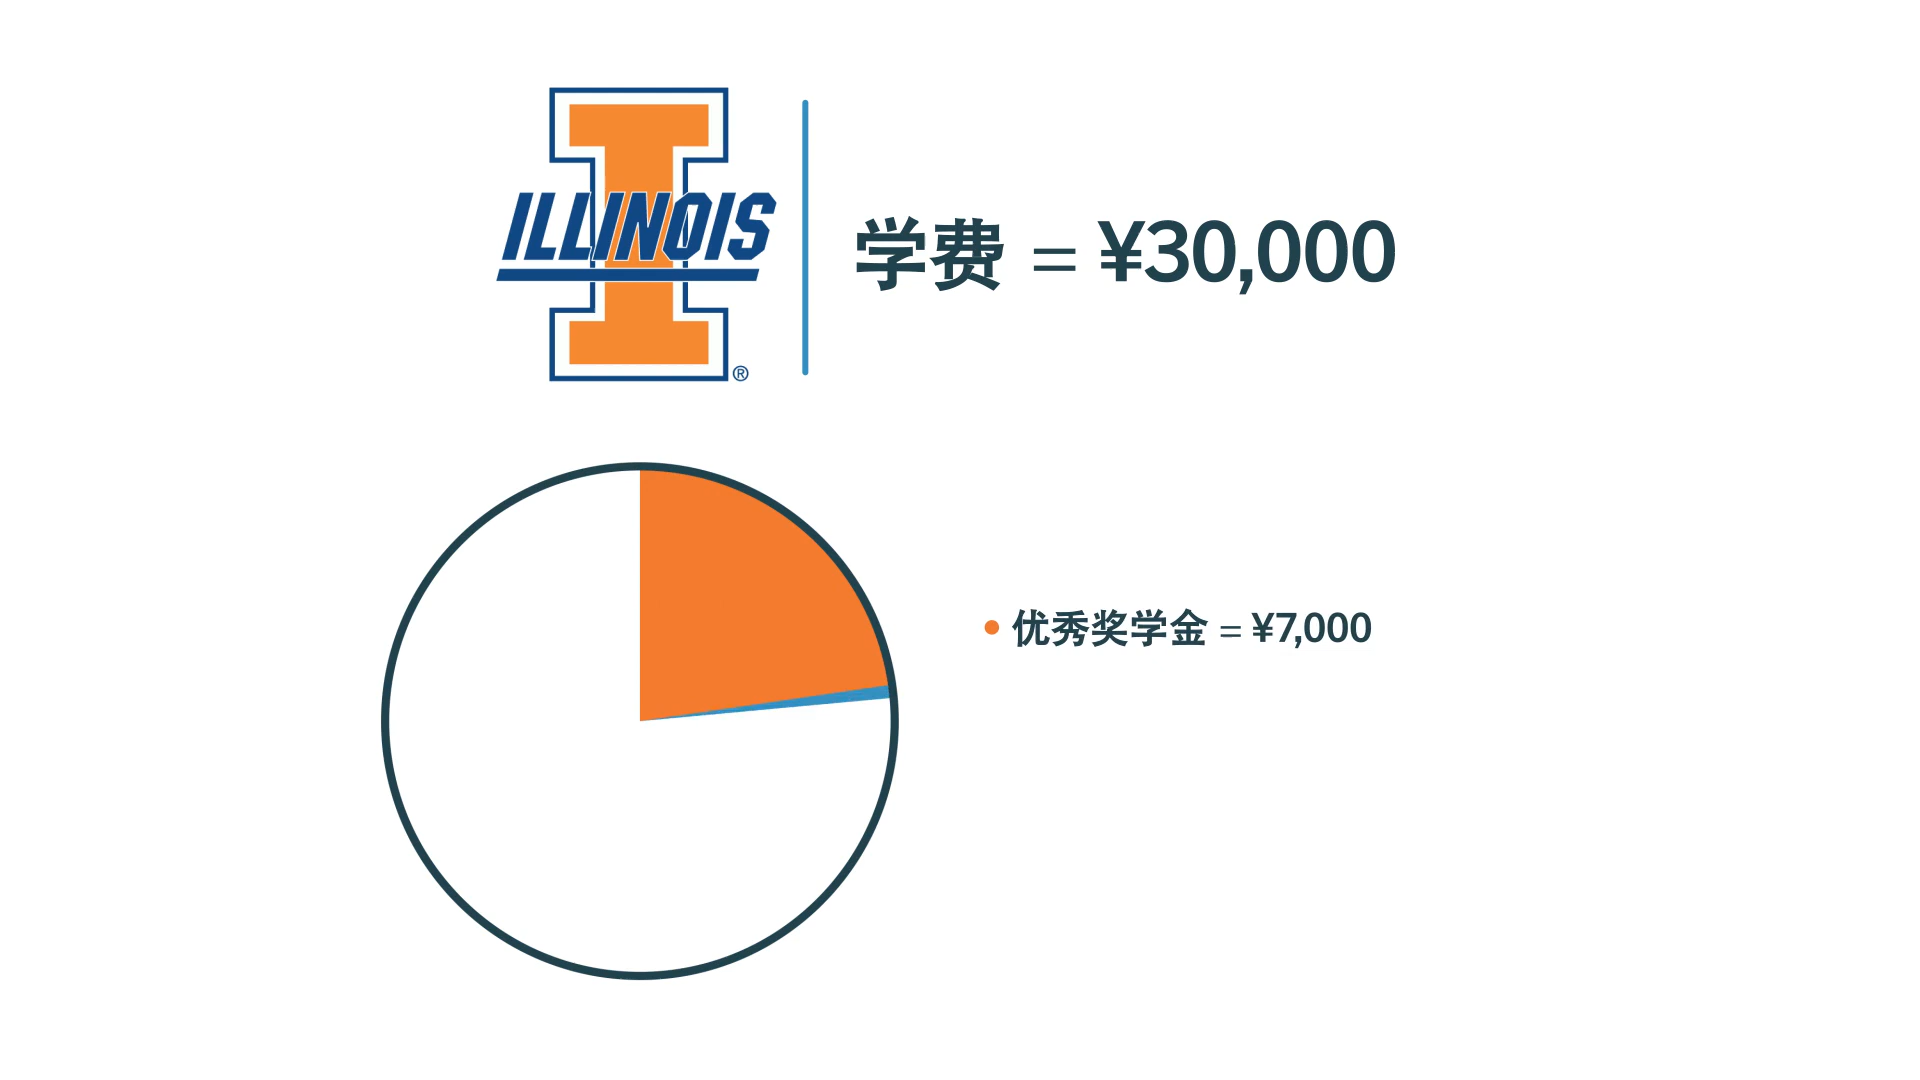 ILLINOIS
®
学费 = ¥30,000
• 优秀奖学金 = ¥7,000